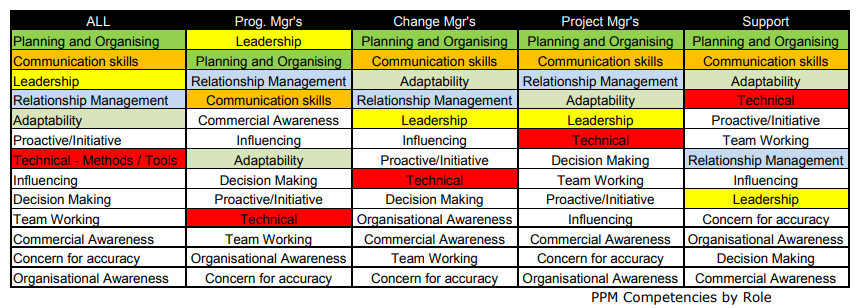 ALL Prog. Mgr's Change Mgr's Project Mgr's Support
Planning and Organising Leadership Planning and Organising Planning and Organising Planning and Organising
Communication skills Planning and Organising Communication skills Communication skills Communication skills
Leadership Relationship Management Adaptability Relationship Management Adaptability
Relationship Management Communication skills Relationship Management Adaptability Technical
Adaptability Commercial Awareness Leadership Leadership Proactive/Initiative
Proactive/Initiative Influencing Influencing Technical Team Working
Technical - Methods / Tools Adaptability Proactive/Initiative Decision Making Relationship Management
Influencing Decision Making Technical Team Working Influencing
Decision Making Proactive/Initiative Decision Making Proactive/Initiative Leadership
Team Working Technical Organisational Awareness Influencing Concern for accuracy
Commercial Awareness Team Working Commercial Awareness Commercial Awareness Organisational Awareness
Concern for accuracy Organisational Awareness Team Working Concern for accuracy Decision Making
Organisational Awareness Concern for accuracy Concern for accuracy Organisational Awareness Commercial Awareness
PPM Competencies by Role